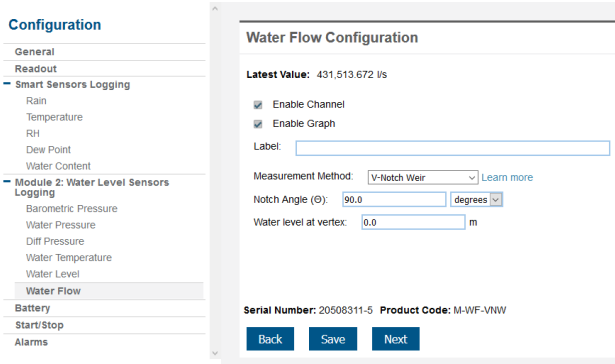 Configuration
General
Readout
Smart Sensors Logging
Rain
Temperature
RH
Dew Point
Water Content
Module 2: Water Level Sensors
Logging
Barometric Pressure
Water Pressure
Diff Pressure
Water Temperature
Water Level
Water Flow
Battery
Start/Stop
Alarms
Water Flow Configuration
Latest Value: 431,513.672 l/s
Enable Channel
Enable Graph
Label:
Measurement Method: V-Notch Weir Learn more
Notch Angle (Θ): 90.0 degrees
Water level at vertex: 0.0 m
Serial Number: 20508311-5 Product Code: M-WF-VNW
Back Save Next